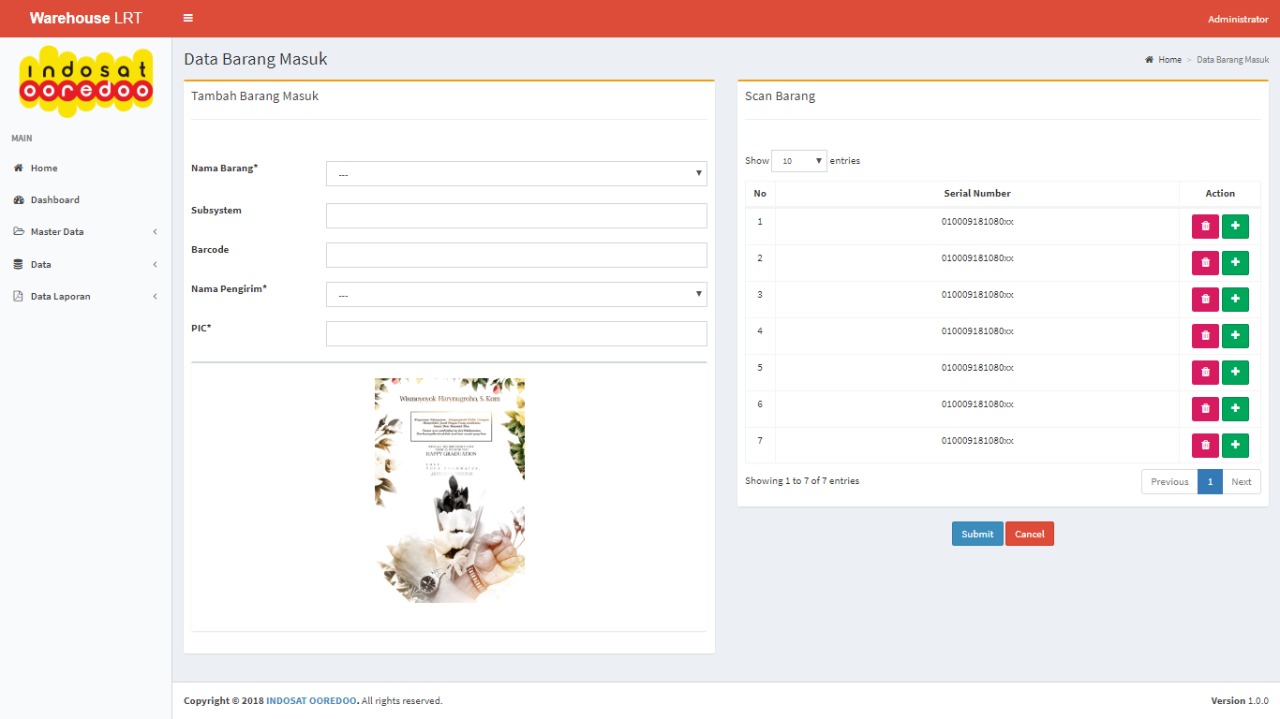 Warehouse LRT
Administrator
indosat
ooredoo
MAIN
Home
Dashboard
Master Data
Data
Data Laporan
Data Barang Masuk
Home > Data Barang Masuk
Tambah Barang Masuk
Nama Barang*
---
Subsystem
Barcode
Nama Pengirim*
---
PIC*
HAPPY GRADUATION
Scan Barang
Show 10 entries
No Serial Number Action
1 010009181080xx
2 010009181080xx
3 010009181080xx
4 010009181080xx
5 010009181080xx
6 010009181080xx
7 010009181080xx
Showing 1 to 7 of 7 entries
Previous 1 Next
Submit Cancel
Copyright © 2018 INDOSAT OOREDOO. All rights reserved.
Version 1.0.0